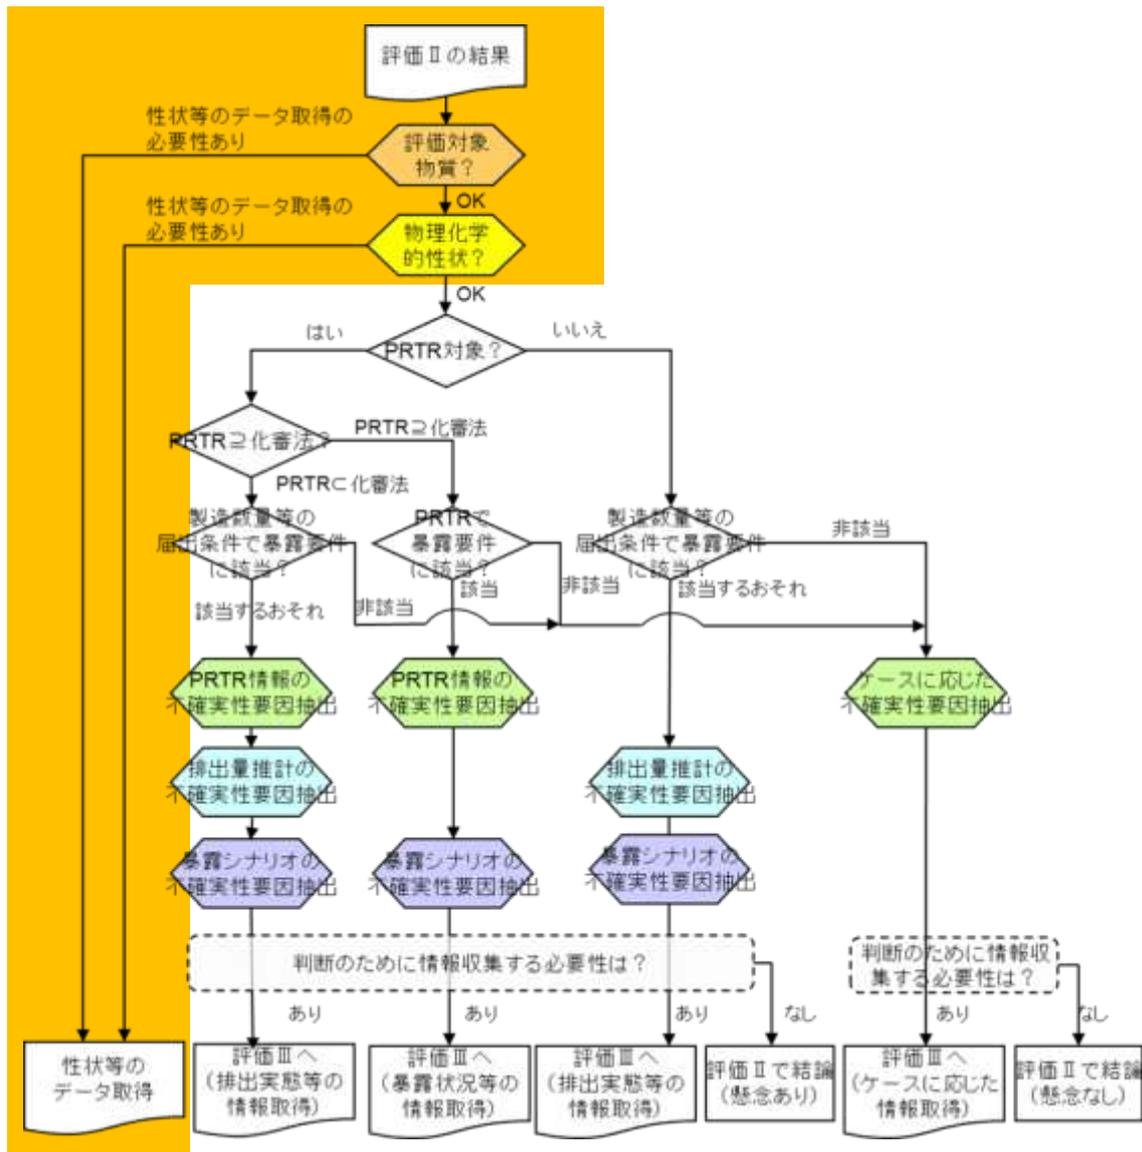 評価Ⅱの結果
性状等のデータ取得の
必要性あり
評価対象
物質？
OK
性状等のデータ取得の
必要性あり
物理化学
的性状？
OK
はい
いいえ
PRTR対象？
PRTR⊇化審法？
PRTR⊇化審法
PRTR⊂化審法
製造数量等の
届出条件で暴露要件
に該当？
PRTRで
暴露要件
に該当？
製造数量等の
届出条件で暴露要件
に該当？
非該当
該当するおそれ
非該当
該当
非該当
該当するおそれ
PRTR情報の
不確実性要因抽出
PRTR情報の
不確実性要因抽出
ケースに応じた
不確実性要因抽出
排出量推計の
不確実性要因抽出
排出量推計の
不確実性要因抽出
暴露シナリオの
不確実性要因抽出
暴露シナリオの
不確実性要因抽出
暴露シナリオの
不確実性要因抽出
判断のために情報収集する必要性は？
判断のために情報収
集する必要性は？
あり
あり
あり
なし
あり
なし
性状等の
データ取得
評価Ⅲへ
（排出実態等の
情報取得）
評価Ⅲへ
（暴露状況等の
情報取得）
評価Ⅲへ
（排出実態等の
情報取得）
評価Ⅱで結論
（懸念あり）
評価Ⅲへ
（ケースに応じた
情報取得）
評価Ⅱで結論
（懸念なし）